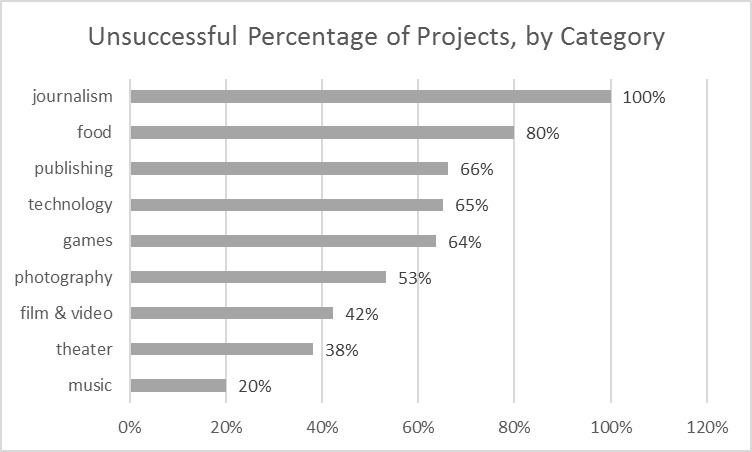 Unsuccessful Percentage of Projects, by Category
journalism 100%
food 80%
publishing 66%
technology 65%
games 64%
photography 53%
film & video 42%
theater 38%
music 20%
0% 20% 40% 60% 80% 100% 120%